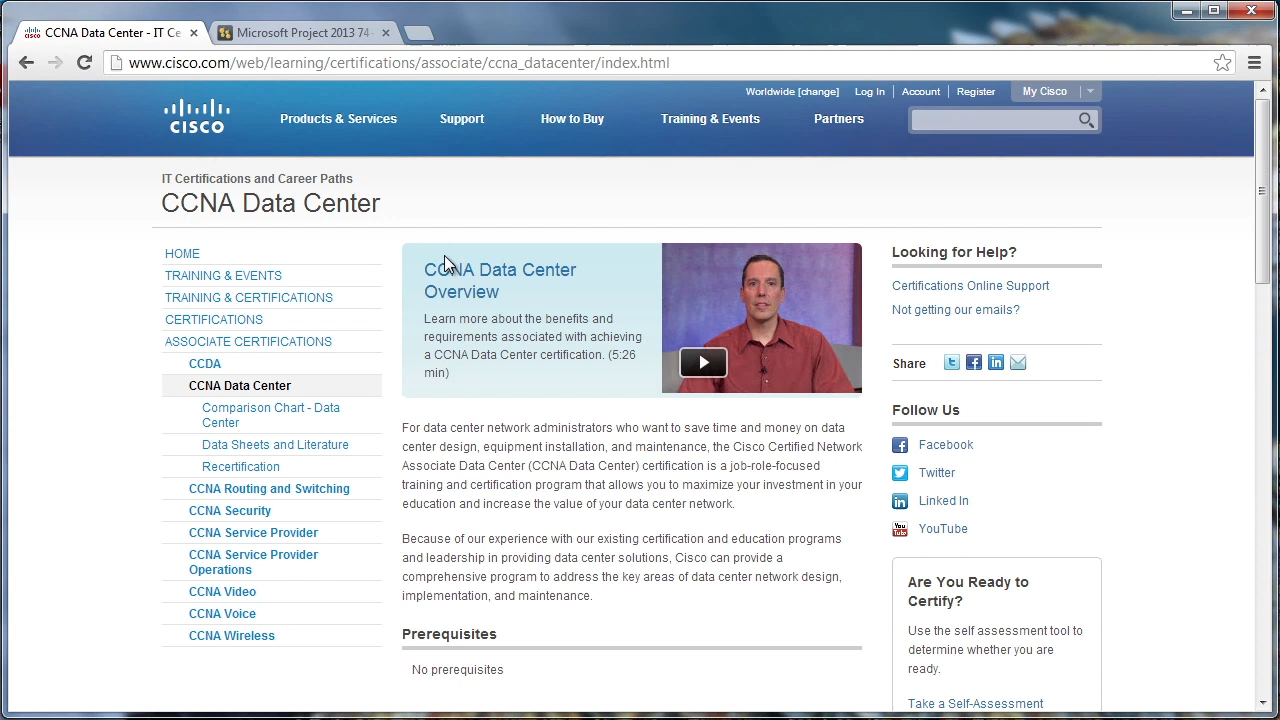 CCNA Data Center - IT Ce
Microsoft Project 2013 74-
www.cisco.com/web/learning/certifications/associate/ccna_datacenter/index.html
Worldwide [change] Log In Account Register My Cisco
CISCO
Products & Services Support How to Buy Training & Events Partners
IT Certifications and Career Paths
CCNA Data Center
HOME
TRAINING & EVENTS
TRAINING & CERTIFICATIONS
CERTIFICATIONS
ASSOCIATE CERTIFICATIONS
CCDA
CCNA Data Center
Comparison Chart - Data
Center
Data Sheets and Literature
Recertification
CCNA Routing and Switching
CCNA Security
CCNA Service Provider
CCNA Service Provider
Operations
CCNA Video
CCNA Voice
CCNA Wireless
CCNA Data Center
Overview
Learn more about the benefits and
requirements associated with achieving
a CCNA Data Center certification. (5:26
min)
For data center network administrators who want to save time and money on data
center design, equipment installation, and maintenance, the Cisco Certified Network
Associate Data Center (CCNA Data Center) certification is a job-role-focused
training and certification program that allows you to maximize your investment in your
education and increase the value of your data center network.
Because of our experience with our existing certification and education programs
and leadership in providing data center solutions, Cisco can provide a
comprehensive program to address the key areas of data center network design,
implementation, and maintenance.
Prerequisites
No prerequisites
Looking for Help?
Certifications Online Support
Not getting our emails?
Share
Follow Us
Facebook
Twitter
Linked In
YouTube
Are You Ready to
Certify?
Use the self assessment tool to
determine whether you are
ready.
Take a Self-Assessment